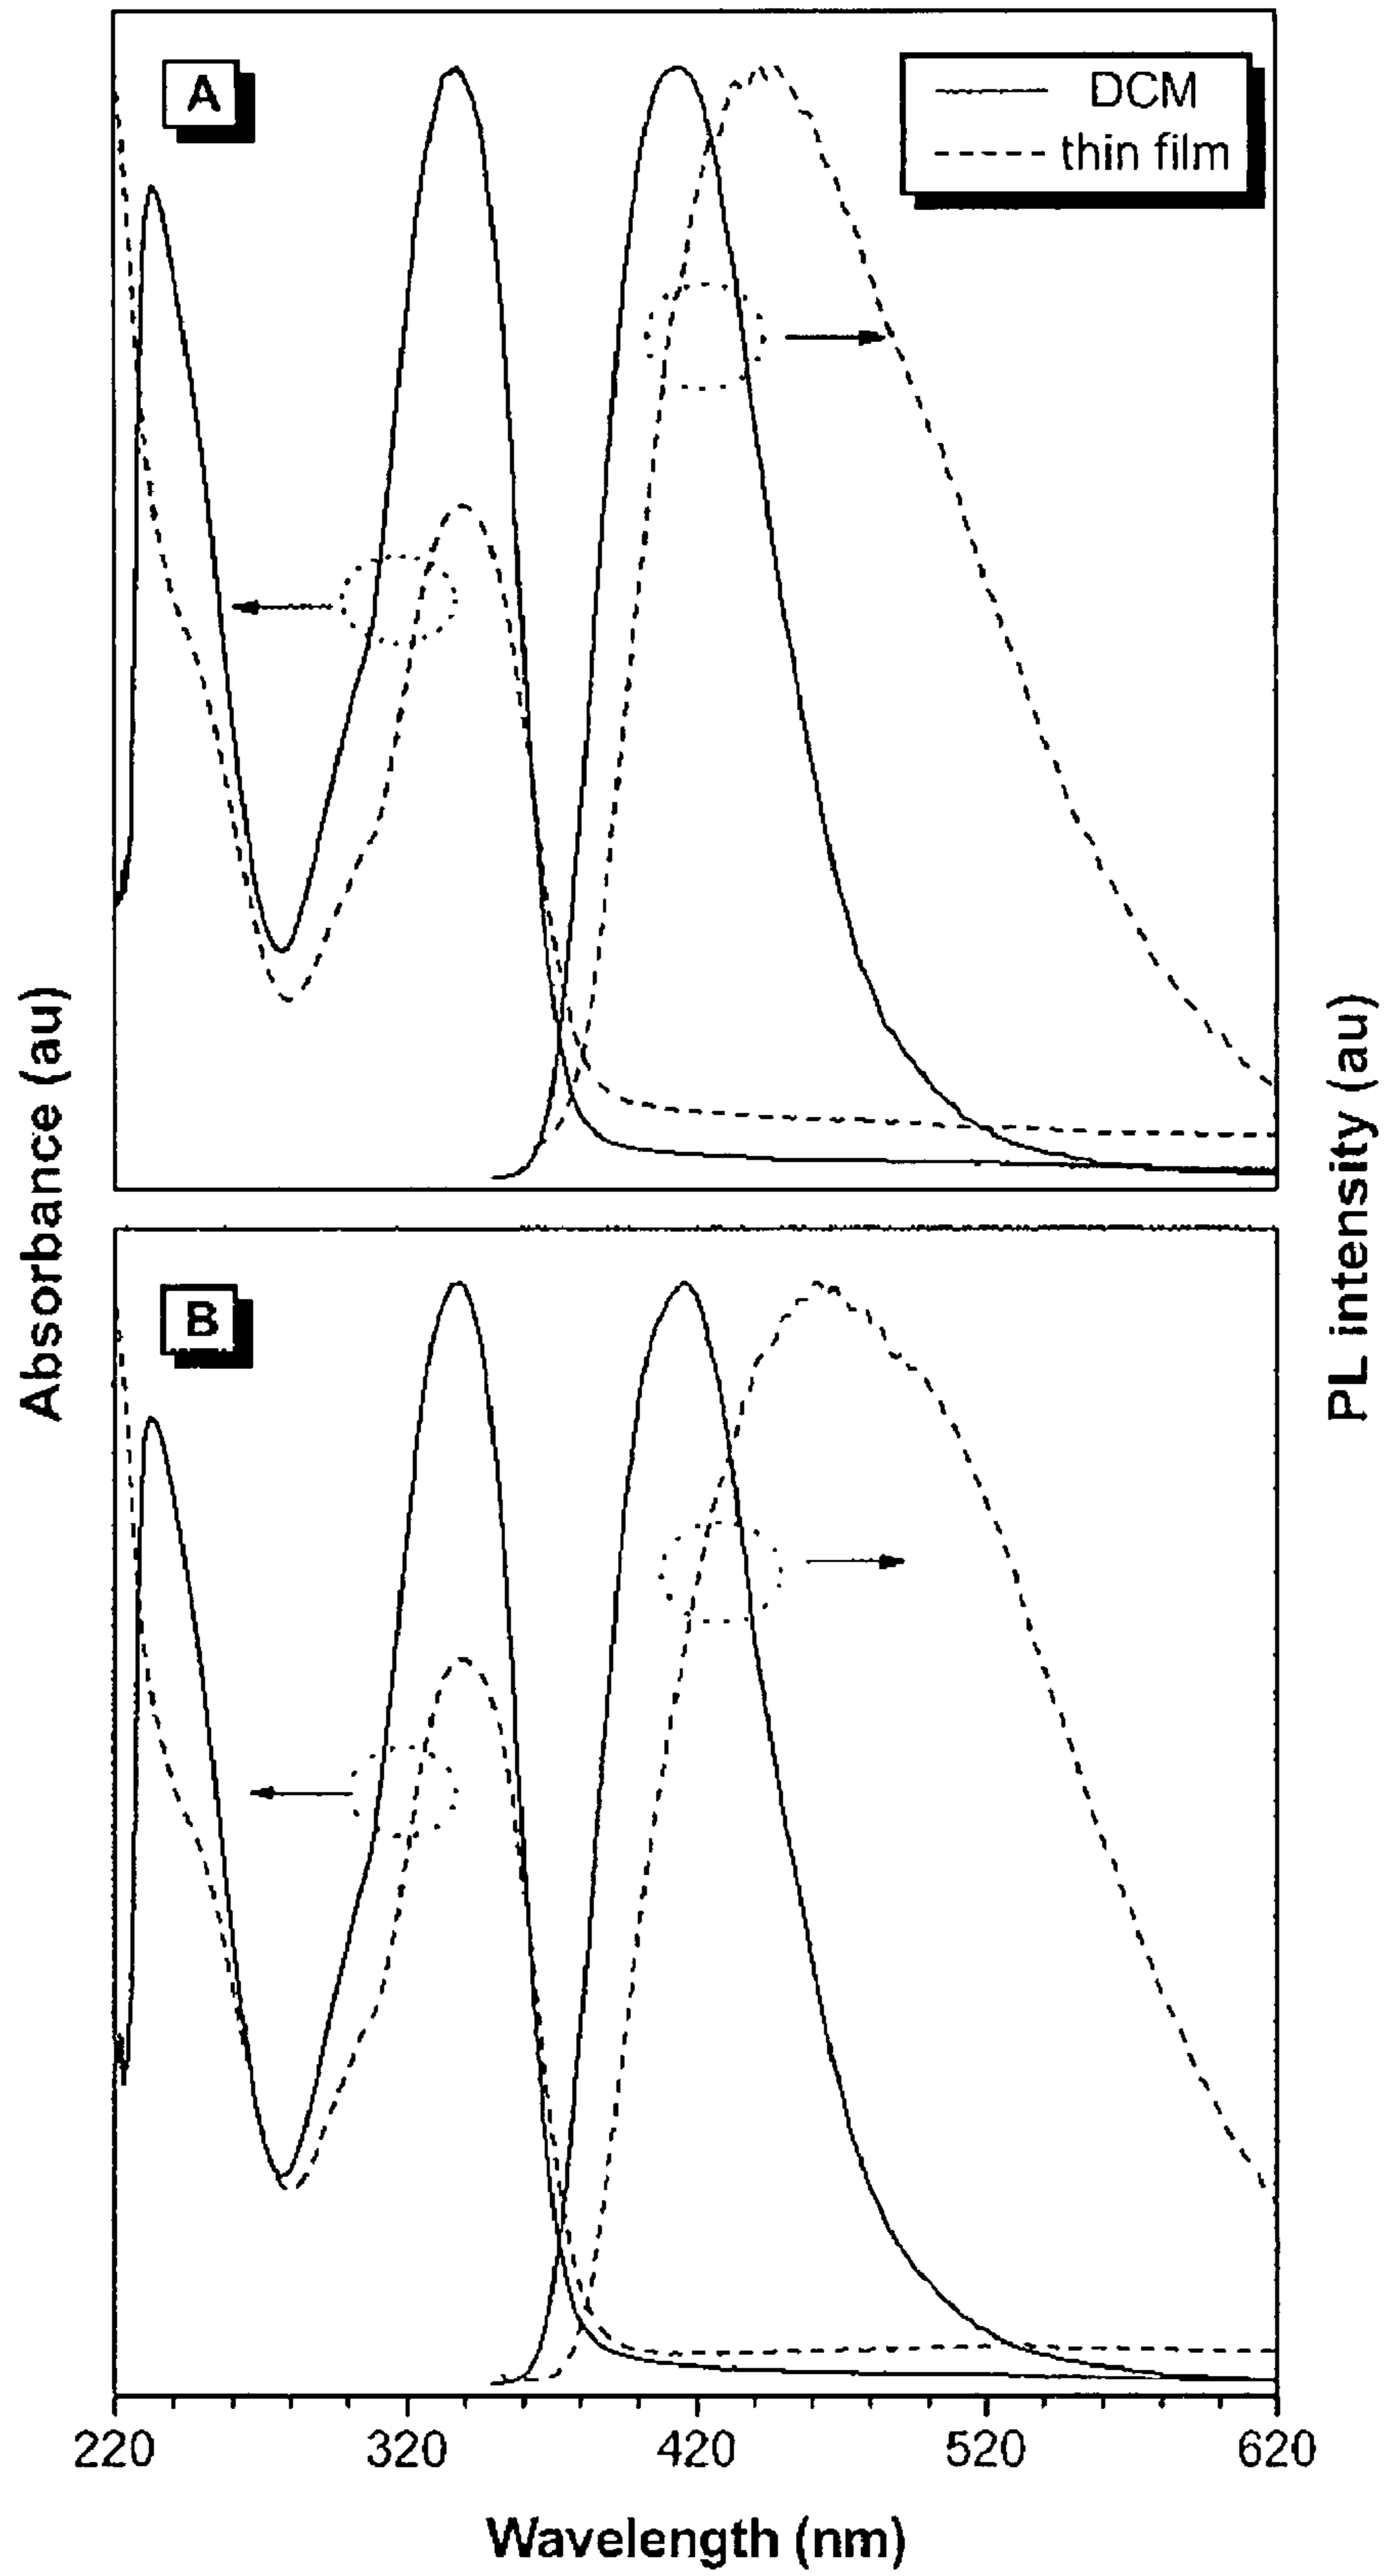 A
DCM
thin film
Absorbance (au)
PL intensity (au)
B
220 320 420 520 620
Wavelength (nm)